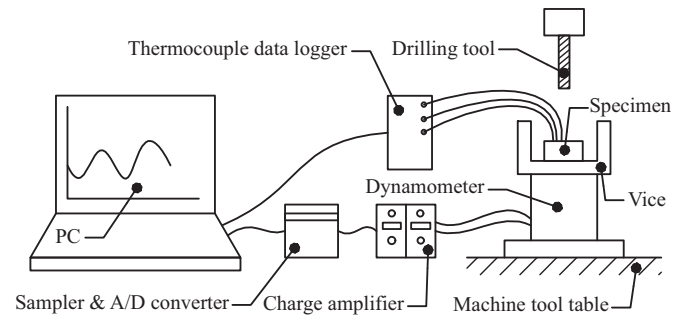 Thermocouple data logger
Drilling tool
Specimen
Dynamometer
Vice
PC
Sampler & A/D converter
Charge amplifier
Machine tool table